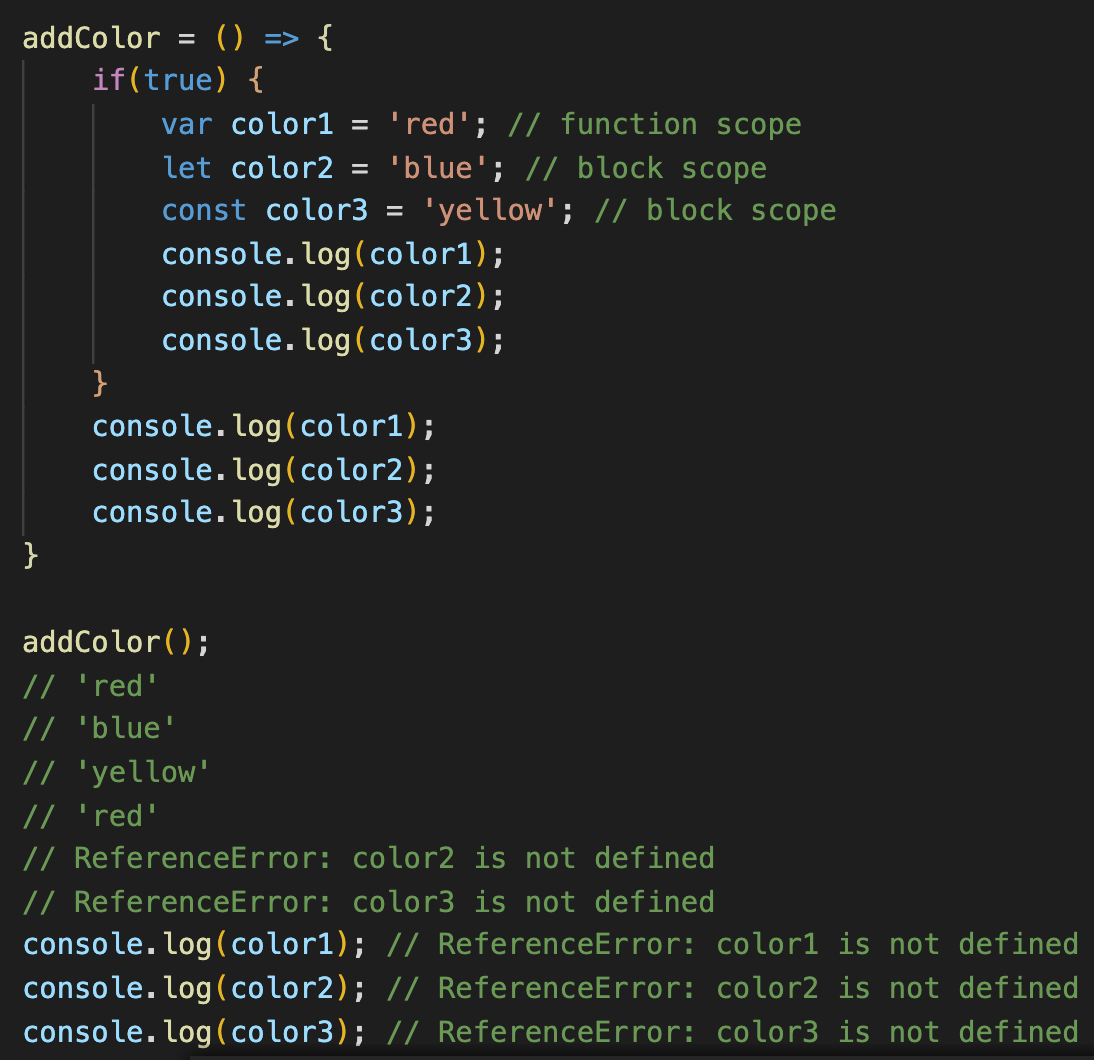 addColor = () => {
    if(true) {
        var color1 = 'red'; // function scope
        let color2 = 'blue'; // block scope
        const color3 = 'yellow'; // block scope
        console.log(color1);
        console.log(color2);
        console.log(color3);
    }
    console.log(color1);
    console.log(color2);
    console.log(color3);
}

addColor();
// 'red'
// 'blue'
// 'yellow'
// 'red'
// ReferenceError: color2 is not defined
// ReferenceError: color3 is not defined
console.log(color1); // ReferenceError: color1 is not defined
console.log(color2); // ReferenceError: color2 is not defined
console.log(color3); // ReferenceError: color3 is not defined